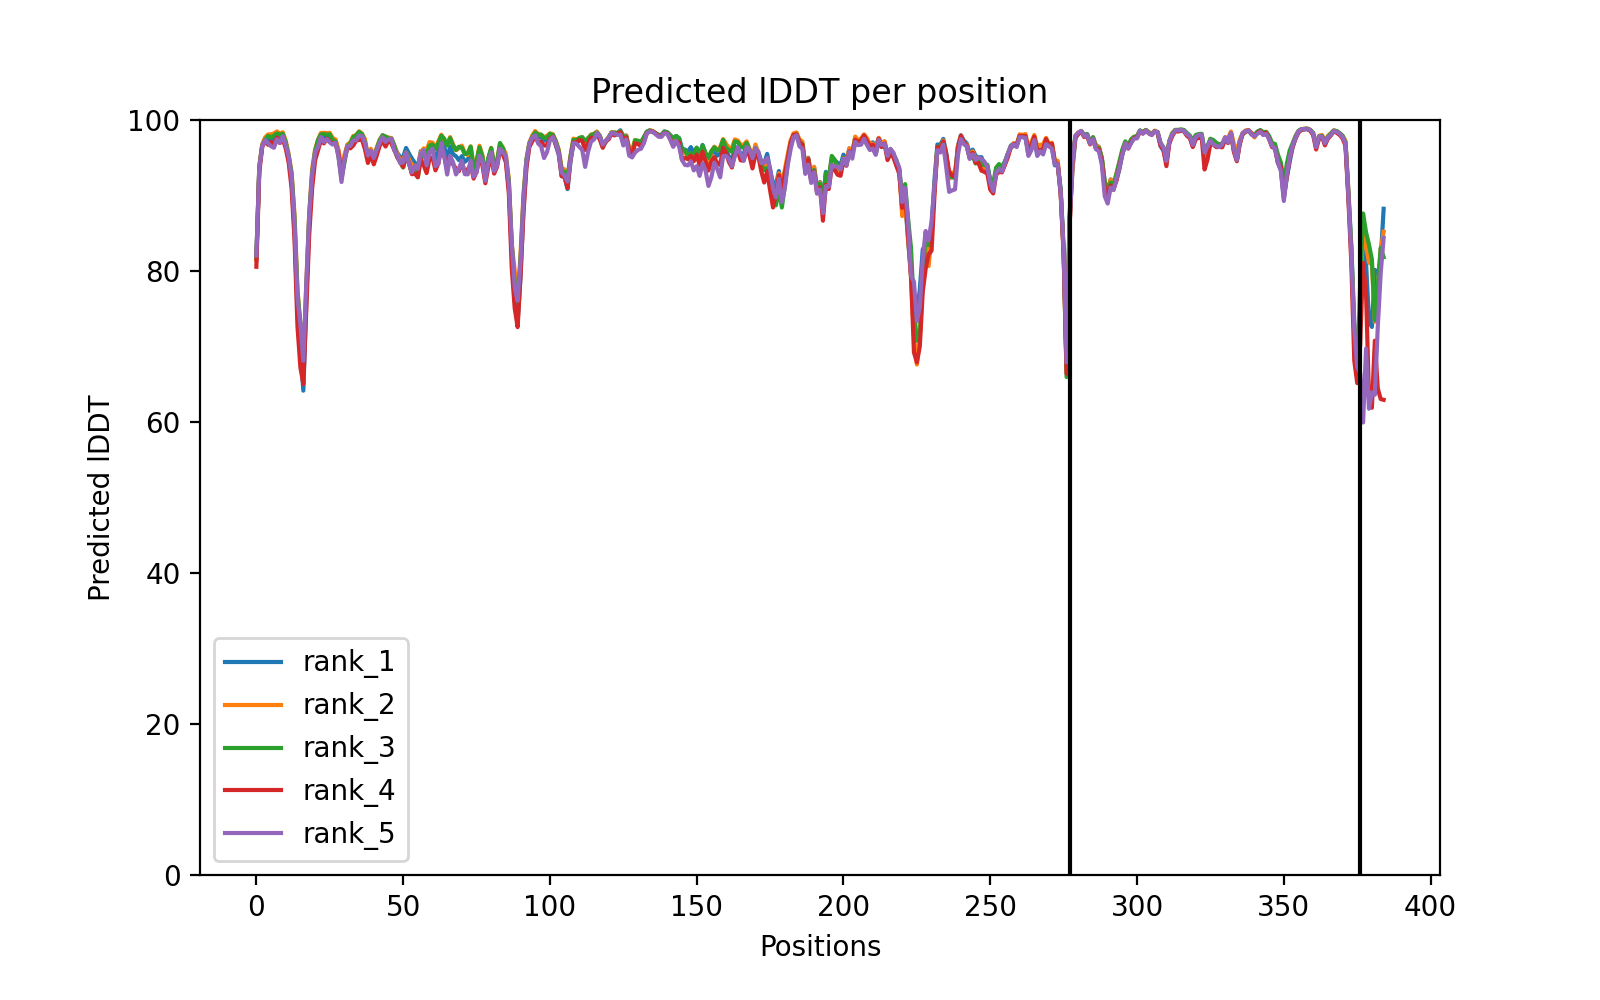 Predicted lDDT per position
100
80
60
40
20
0
Predicted lDDT
rank_1
rank_2
rank_3
rank_4
rank_5
0 50 100 150 200 250 300 350 400
Positions